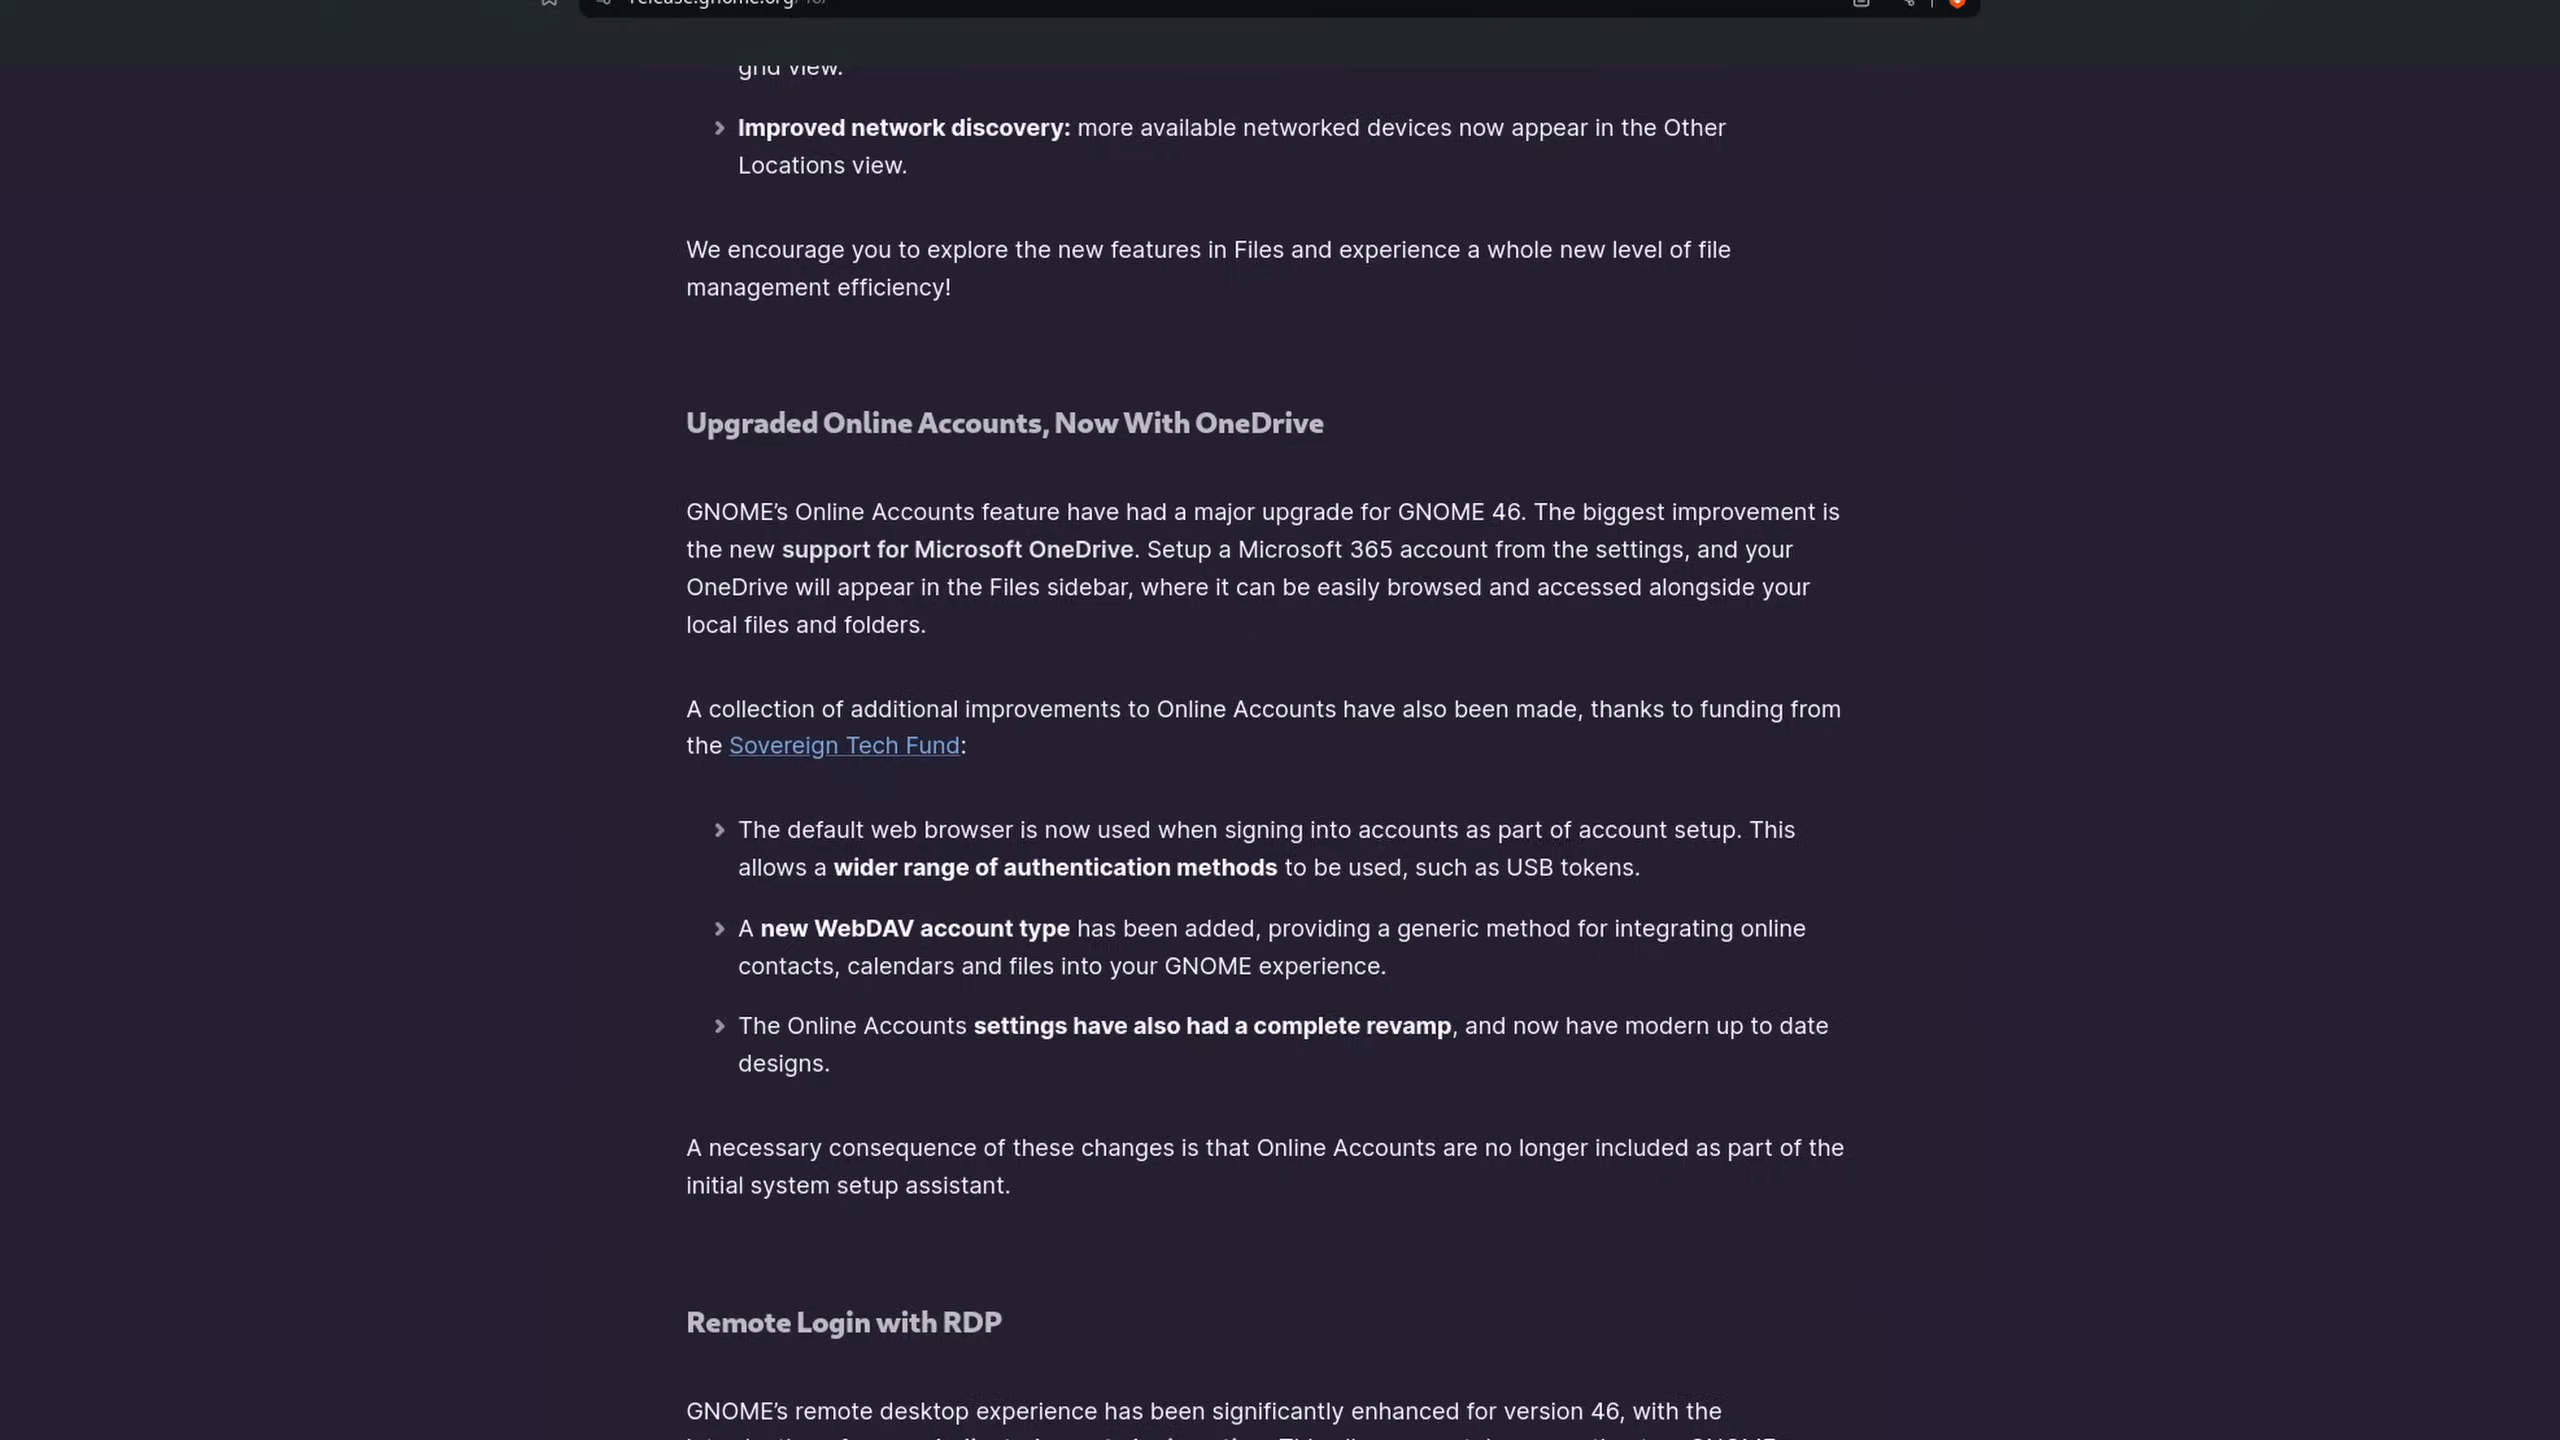 release.gnome.org/46/
grid view.
Improved network discovery: more available networked devices now appear in the Other
Locations view.
We encourage you to explore the new features in Files and experience a whole new level of file
management efficiency!
Upgraded Online Accounts, Now With OneDrive
GNOME’s Online Accounts feature have had a major upgrade for GNOME 46. The biggest improvement is
the new support for Microsoft OneDrive. Setup a Microsoft 365 account from the settings, and your
OneDrive will appear in the Files sidebar, where it can be easily browsed and accessed alongside your
local files and folders.
A collection of additional improvements to Online Accounts have also been made, thanks to funding from
the Sovereign Tech Fund:
The default web browser is now used when signing into accounts as part of account setup. This
allows a wider range of authentication methods to be used, such as USB tokens.
A new WebDAV account type has been added, providing a generic method for integrating online
contacts, calendars and files into your GNOME experience.
The Online Accounts settings have also had a complete revamp, and now have modern up to date
designs.
A necessary consequence of these changes is that Online Accounts are no longer included as part of the
initial system setup assistant.
Remote Login with RDP
GNOME’s remote desktop experience has been significantly enhanced for version 46, with the